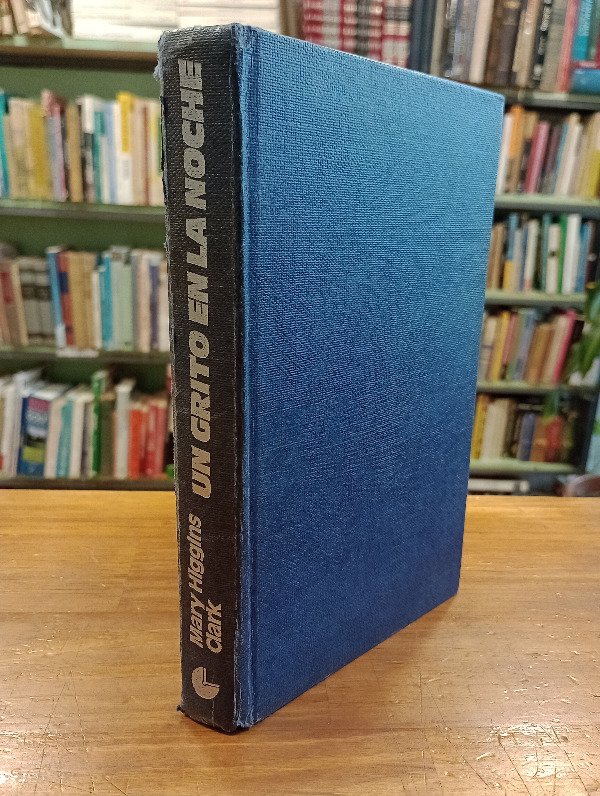 Mary Higgins
Clark
UN GRITO EN LA NOCHE